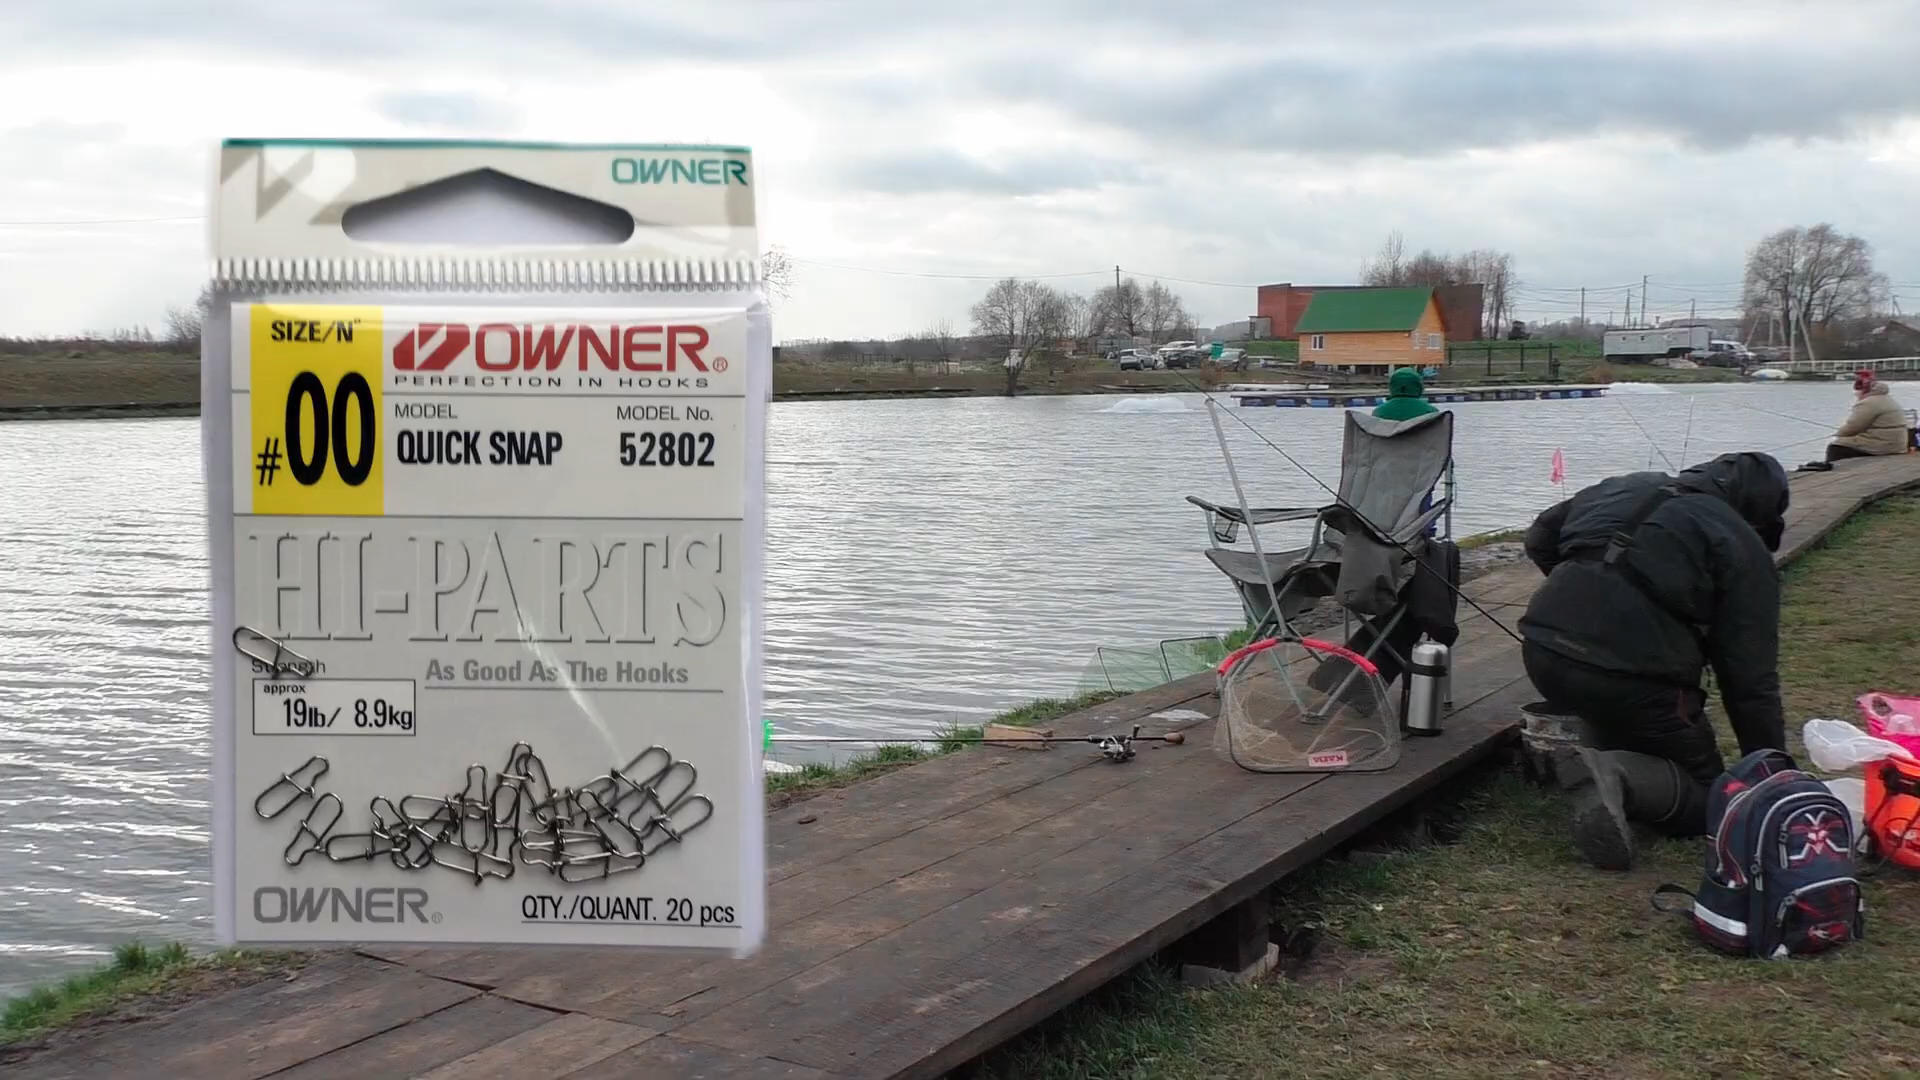 OWNER
SIZE/N°
#00
OWNER®
PERFECTION IN HOOKS
MODEL
QUICK SNAP
MODEL No.
52802
HI-PARTS
Strength
As Good As The Hooks
approx
19lb/ 8.9kg
OWNER®
QTY./QUANT. 20 pcs